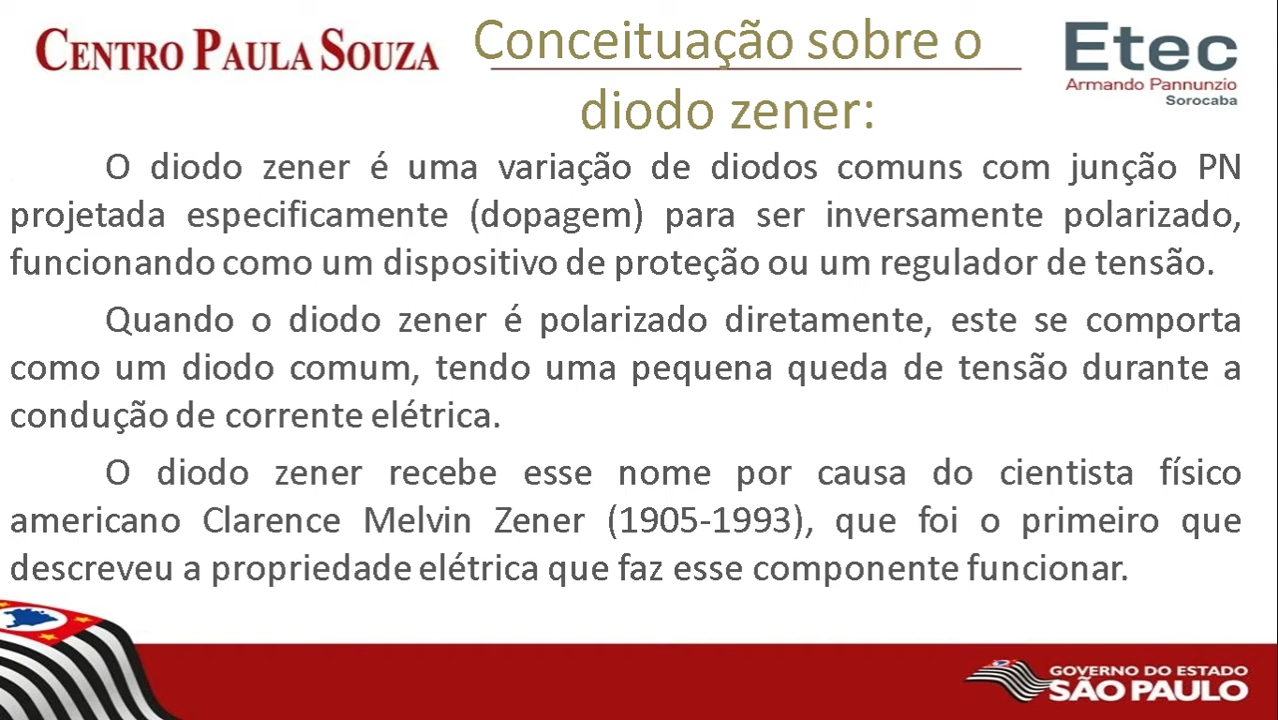 CENTRO PAULA SOUZA
Conceituação sobre o
diodo zener:
Etec
Armando Pannunzio
Sorocaba
O diodo zener é uma variação de diodos comuns com junção PN
projetada especificamente (dopagem) para ser inversamente polarizado,
funcionando como um dispositivo de proteção ou um regulador de tensão.
Quando o diodo zener é polarizado diretamente, este se comporta
como um diodo comum, tendo uma pequena queda de tensão durante a
condução de corrente elétrica.
O diodo zener recebe esse nome por causa do cientista físico
americano Clarence Melvin Zener (1905-1993), que foi o primeiro que
descreveu a propriedade elétrica que faz esse componente funcionar.
GOVERNO DO ESTADO
SÃO PAULO